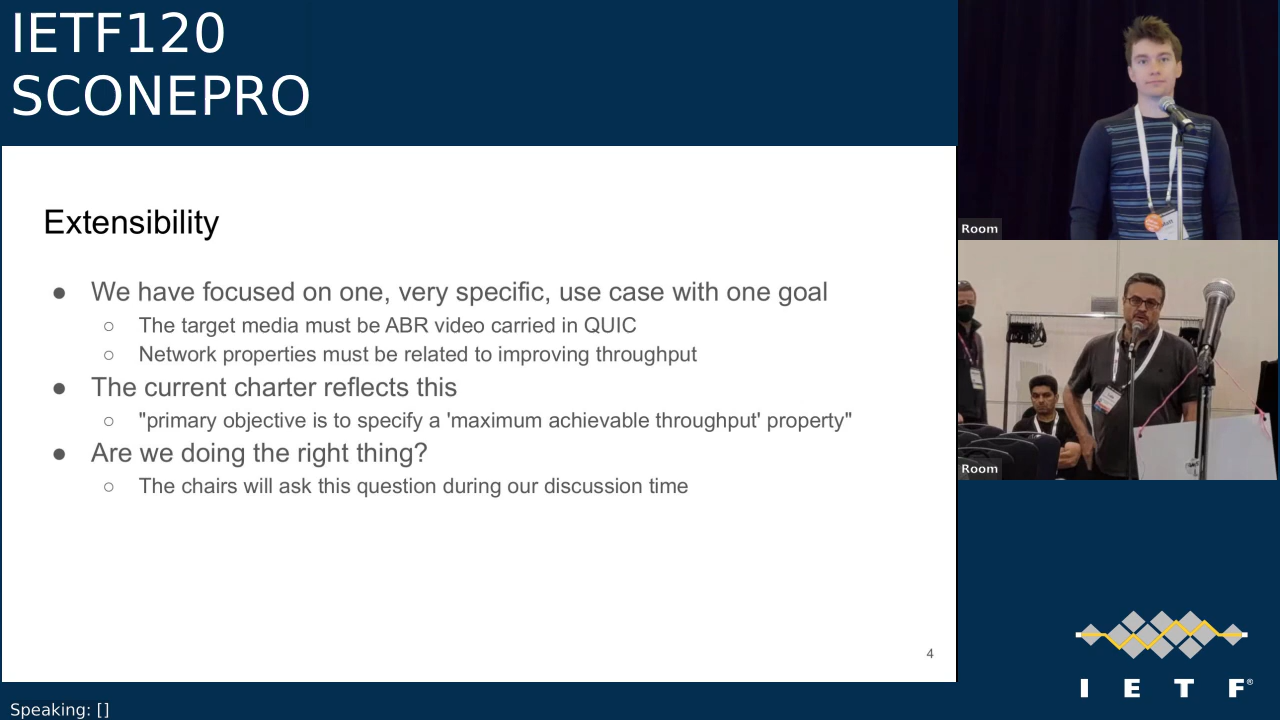 IETF120
SCONEPRO
Extensibility
● We have focused on one, very specific, use case with one goal
○ The target media must be ABR video carried in QUIC
○ Network properties must be related to improving throughput
● The current charter reflects this
○ "primary objective is to specify a 'maximum achievable throughput' property"
● Are we doing the right thing?
○ The chairs will ask this question during our discussion time
4
Room
Room
I E T F®
Speaking: []